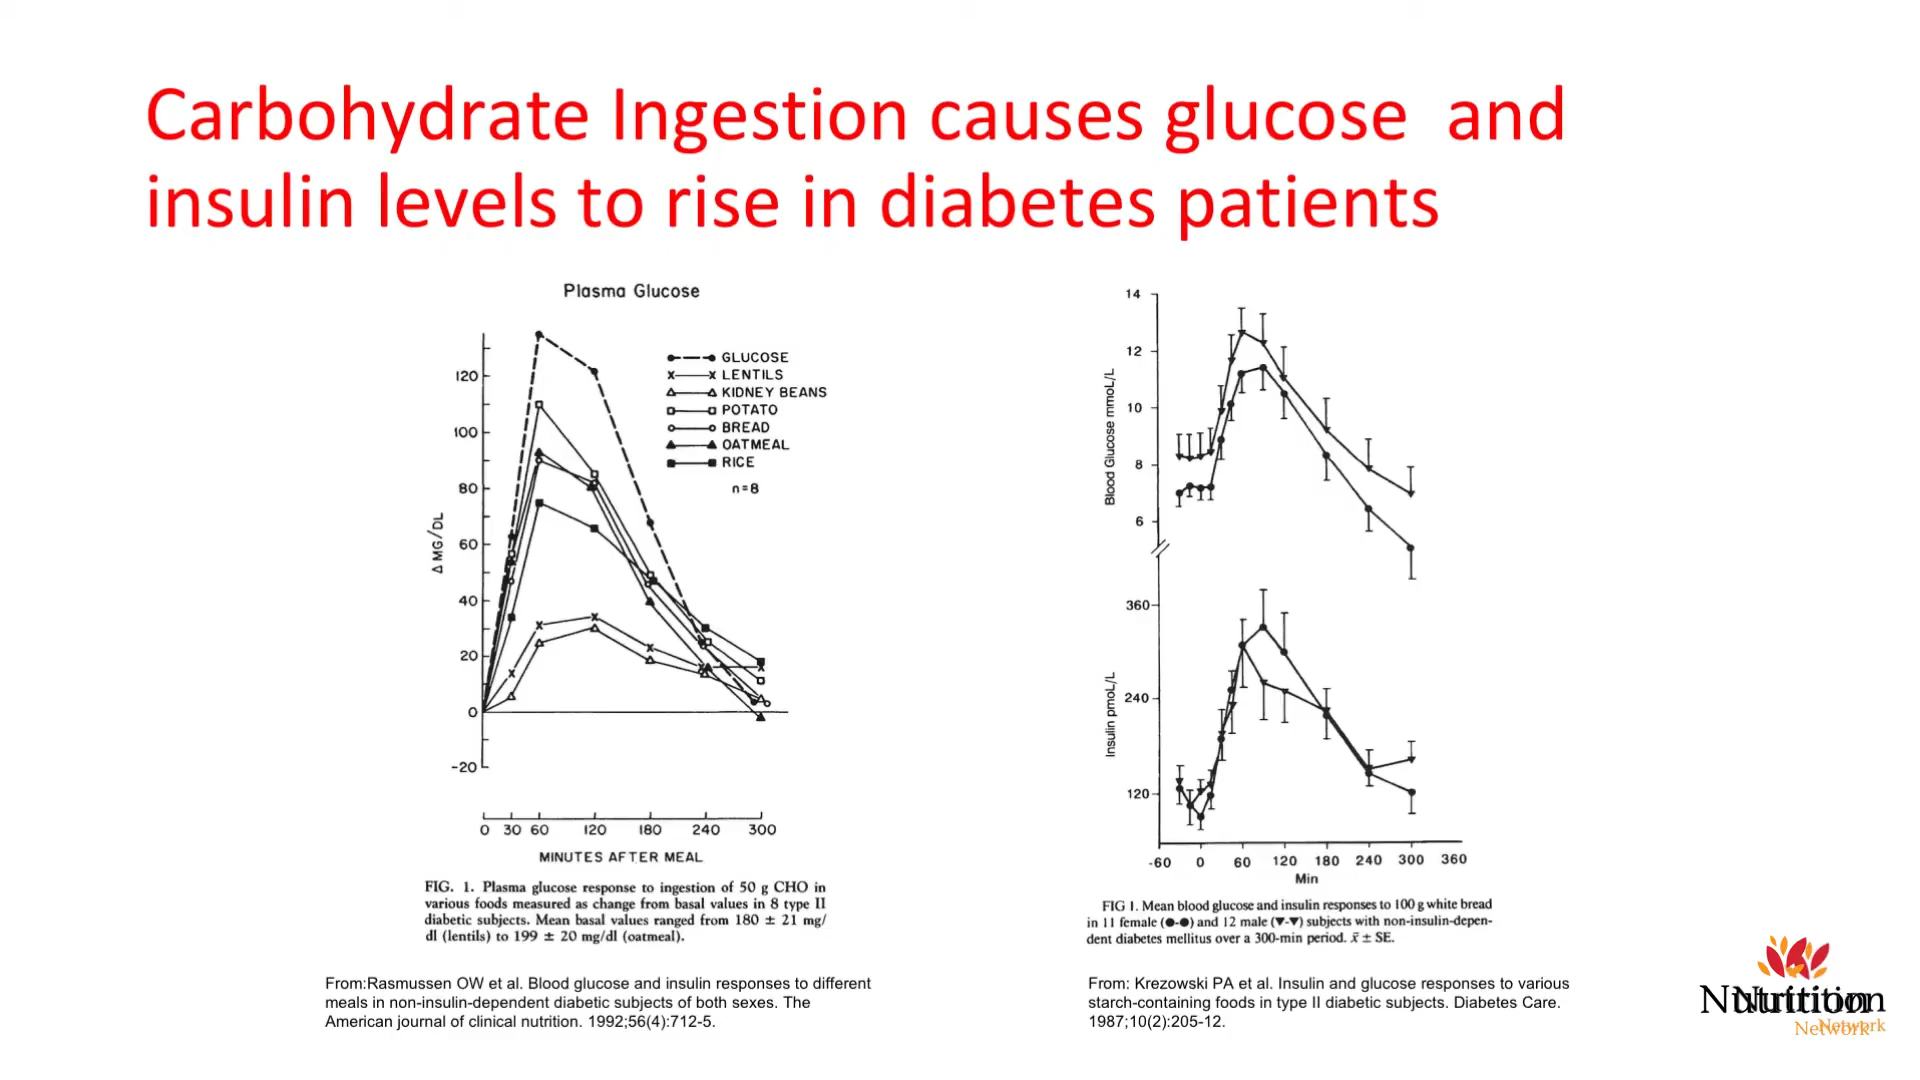 Carbohydrate Ingestion causes glucose and
insulin levels to rise in diabetes patients
Plasma Glucose
Δ MG/DL
120
100
80
60
40
20
0
-20
GLUCOSE
LENTILS
KIDNEY BEANS
POTATO
BREAD
OATMEAL
RICE
n=8
0 30 60 120 180 240 300
MINUTES AFTER MEAL
FIG. 1. Plasma glucose response to ingestion of 50 g CHO in
various foods measured as change from basal values in 8 type II
diabetic subjects. Mean basal values ranged from 180 ± 21 mg/
dl (lentils) to 199 ± 20 mg/dl (oatmeal).
From:Rasmussen OW et al. Blood glucose and insulin responses to different
meals in non-insulin-dependent diabetic subjects of both sexes. The
American journal of clinical nutrition. 1992;56(4):712-5.
Blood Glucose mmoL/L
14
12
10
8
6
Insulin pmoL/L
360
240
120
-60 0 60 120 180 240 300 360
Min
FIG 1. Mean blood glucose and insulin responses to 100 g white bread
in 11 female (●-●) and 12 male (▼-▼) subjects with non-insulin-depen-
dent diabetes mellitus over a 300-min period. x̄ ± SE.
From: Krezowski PA et al. Insulin and glucose responses to various
starch-containing foods in type II diabetic subjects. Diabetes Care.
1987;10(2):205-12.
Nutrition
Network